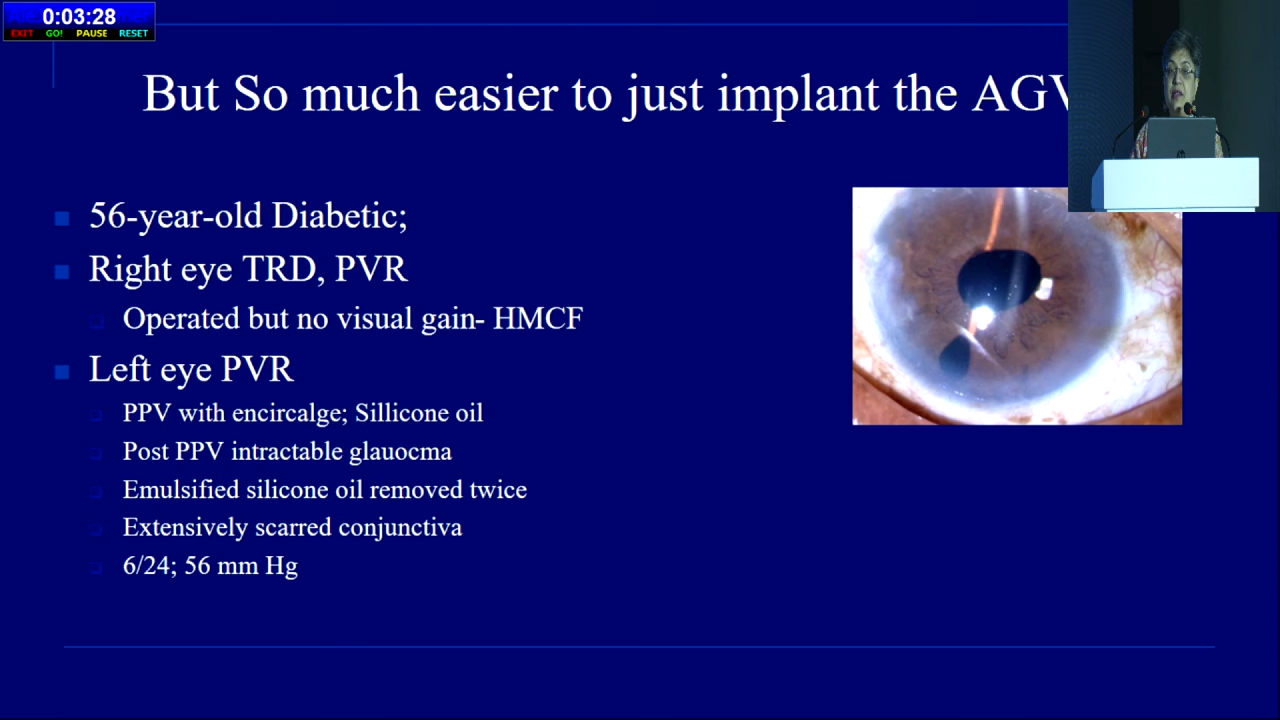 0:03:28
EXIT GO! PAUSE RESET
But So much easier to just implant the AGV
56-year-old Diabetic;
Right eye TRD, PVR
Operated but no visual gain- HMCF
Left eye PVR
PPV with encircalge; Sillicone oil
Post PPV intractable glauocma
Emulsified silicone oil removed twice
Extensively scarred conjunctiva
6/24; 56 mm Hg